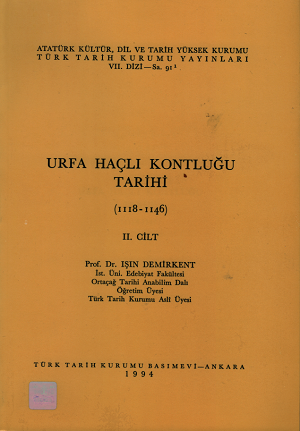 ATATÜRK KÜLTÜR, DİL VE TARİH YÜKSEK KURUMU
TÜRK TARİH KURUMU YAYINLARI
VII. DİZİ—Sa. 91¹
URFA HAÇLI KONTLUĞU
TARİHİ
(1118-1146)
II. CİLT
Prof. Dr. IŞIN DEMİRKENT
İst. Üni. Edebiyat Fakültesi
Ortaçağ Tarihi Anabilim Dalı
Öğretim Üyesi
Türk Tarih Kurumu Aslî Üyesi
TÜRK TARİH KURUMU BASIMEVİ—ANKARA
1994